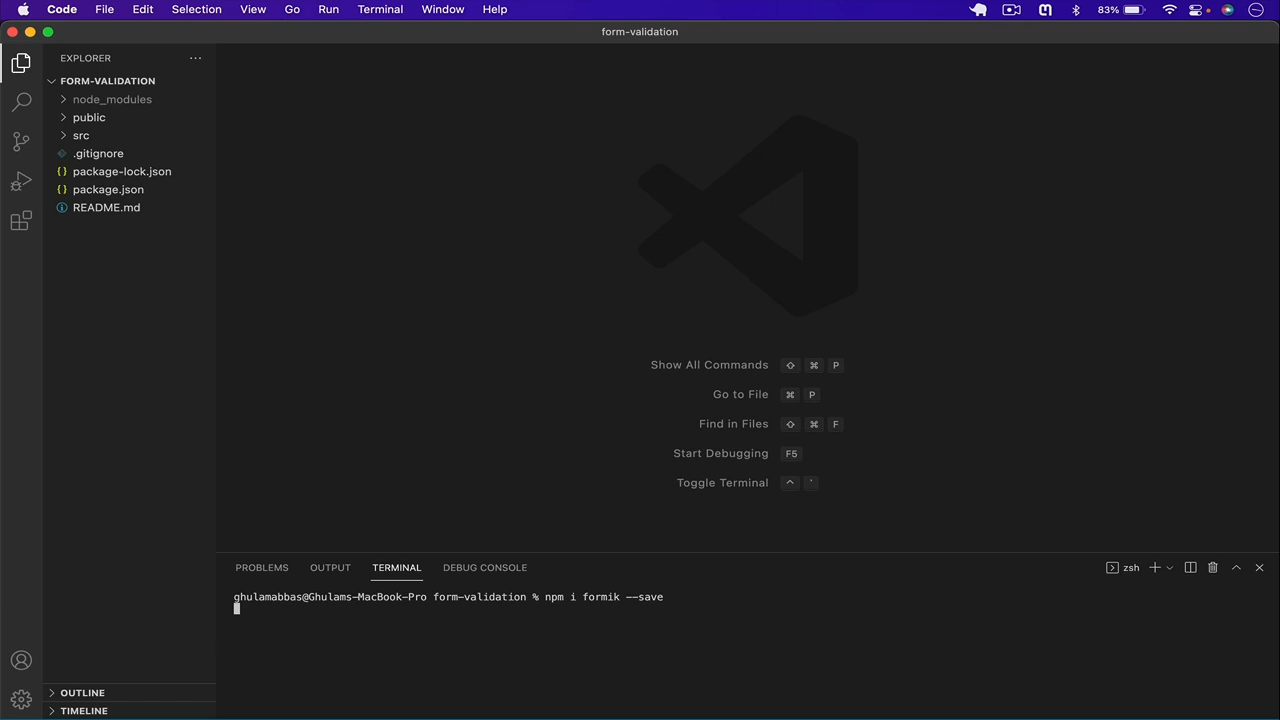 Code File Edit Selection View Go Run Terminal Window Help 83%
form-validation
EXPLORER
FORM-VALIDATION
node_modules
public
src
.gitignore
{} package-lock.json
{} package.json
README.md
Show All Commands ⇧ ⌘ P
Go to File ⌘ P
Find in Files ⇧ ⌘ F
Start Debugging F5
Toggle Terminal ^ `
PROBLEMS OUTPUT TERMINAL DEBUG CONSOLE zsh
ghulamabbas@Ghulams-MacBook-Pro form-validation % npm i formik --save
OUTLINE
TIMELINE